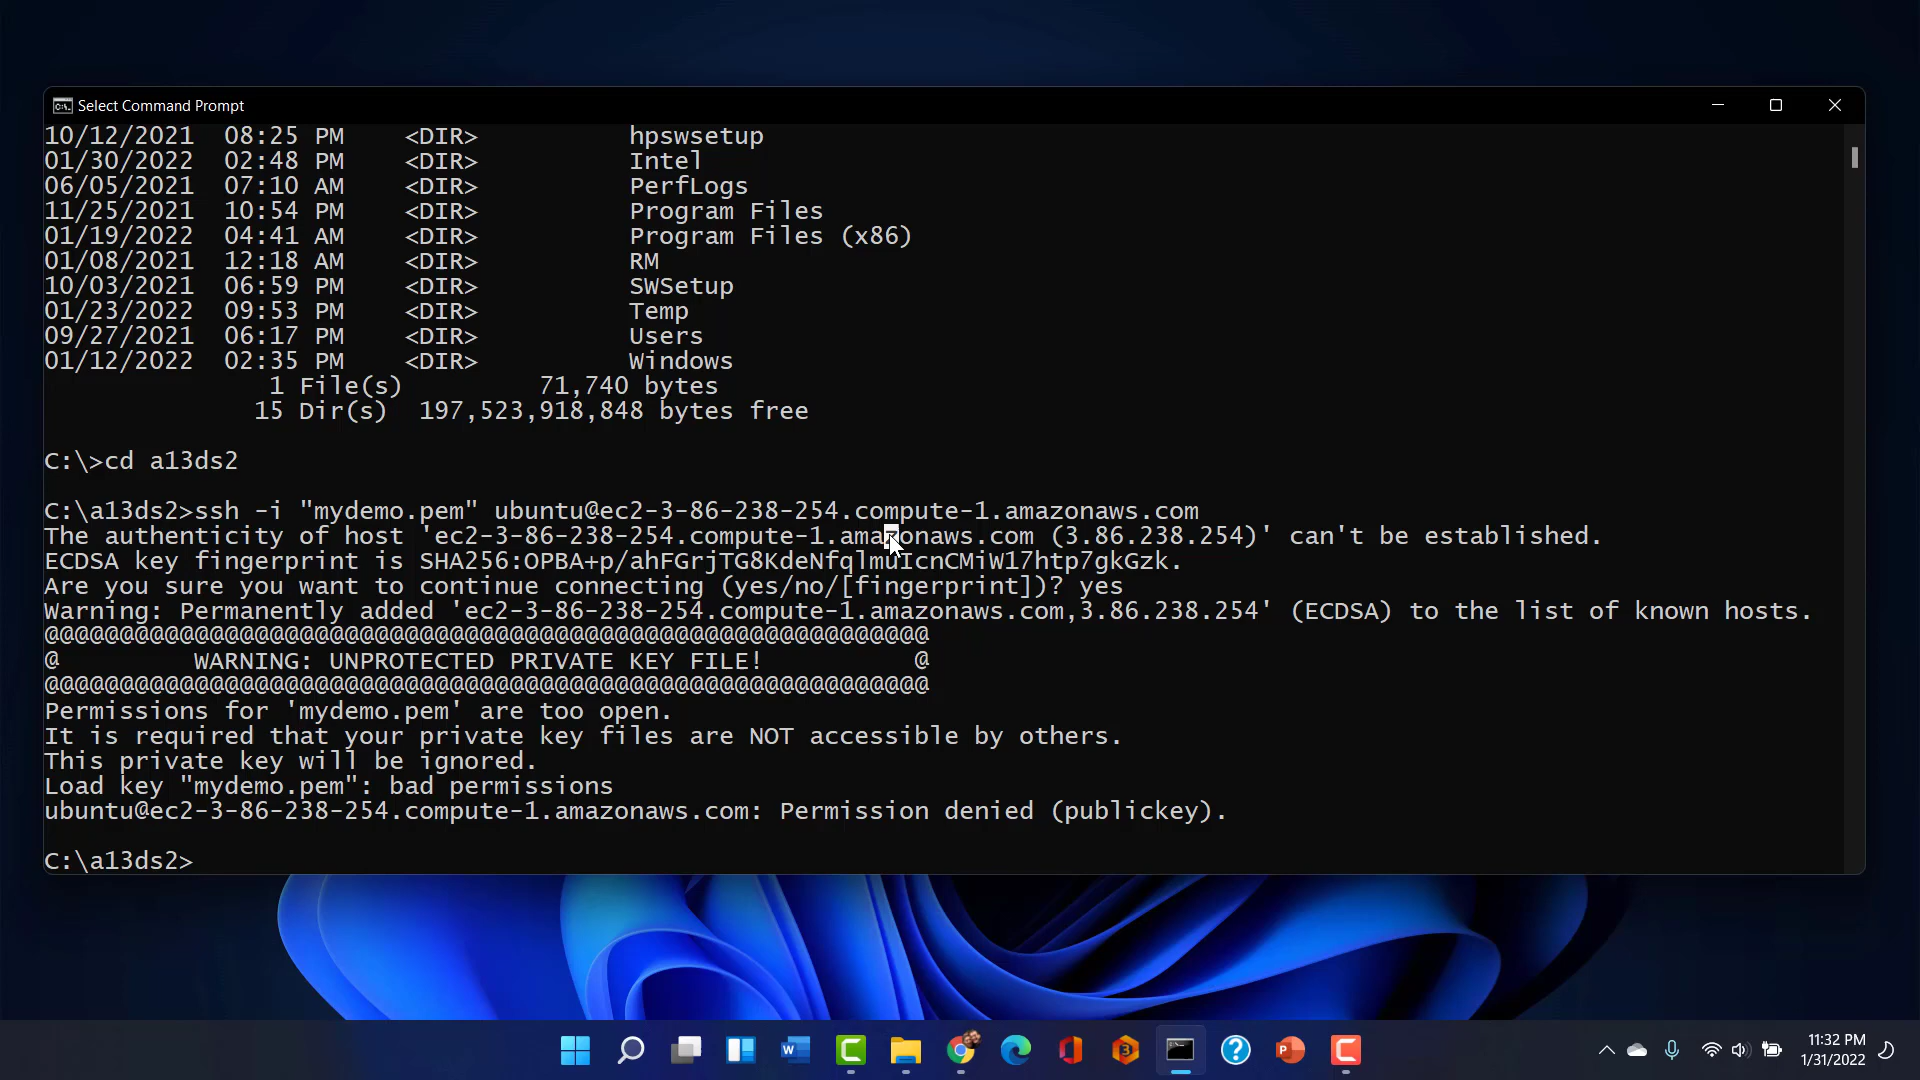 Select Command Prompt
10/12/2021  08:25 PM    <DIR>          hpswsetup
01/30/2022  02:48 PM    <DIR>          Intel
06/05/2021  07:10 AM    <DIR>          PerfLogs
11/25/2021  10:54 PM    <DIR>          Program Files
01/19/2022  04:41 AM    <DIR>          Program Files (x86)
01/08/2021  12:18 AM    <DIR>          RM
10/03/2021  06:59 PM    <DIR>          SWSetup
01/23/2022  09:53 PM    <DIR>          Temp
09/27/2021  06:17 PM    <DIR>          Users
01/12/2022  02:35 PM    <DIR>          Windows
1 File(s)         71,740 bytes
15 Dir(s)  197,523,918,848 bytes free
C:\>cd a13ds2
C:\a13ds2>ssh -i "mydemo.pem" ubuntu@ec2-3-86-238-254.compute-1.amazonaws.com
The authenticity of host 'ec2-3-86-238-254.compute-1.amazonaws.com (3.86.238.254)' can't be established.
ECDSA key fingerprint is SHA256:OPBA+p/ahFGrjTG8KdeNfqlmuIcnCMiW17htp7gkGzk.
Are you sure you want to continue connecting (yes/no/[fingerprint])? yes
Warning: Permanently added 'ec2-3-86-238-254.compute-1.amazonaws.com,3.86.238.254' (ECDSA) to the list of known hosts.
@@@@@@@@@@@@@@@@@@@@@@@@@@@@@@@@@@@@@@@@@@@@@@@@@@@@@@@@@@@
@         WARNING: UNPROTECTED PRIVATE KEY FILE!          @
@@@@@@@@@@@@@@@@@@@@@@@@@@@@@@@@@@@@@@@@@@@@@@@@@@@@@@@@@@@
Permissions for 'mydemo.pem' are too open.
It is required that your private key files are NOT accessible by others.
This private key will be ignored.
Load key "mydemo.pem": bad permissions
ubuntu@ec2-3-86-238-254.compute-1.amazonaws.com: Permission denied (publickey).
C:\a13ds2>
11:32 PM
1/31/2022